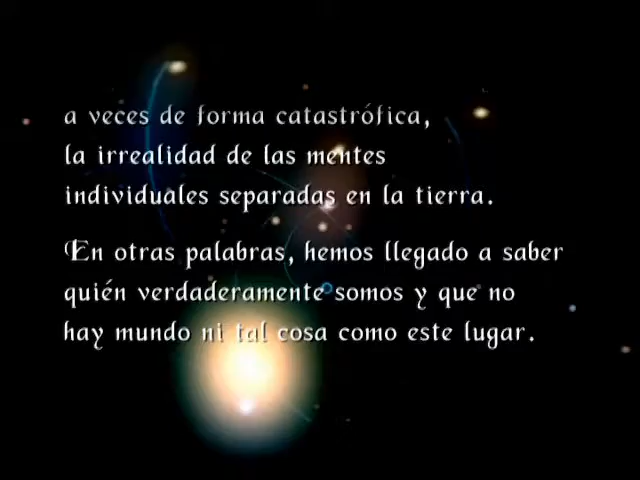 a veces de forma catastrófica,
la irrealidad de las mentes
individuales separadas en la tierra.
En otras palabras, hemos llegado a saber
quién verdaderamente somos y que no
hay mundo ni tal cosa como este lugar.